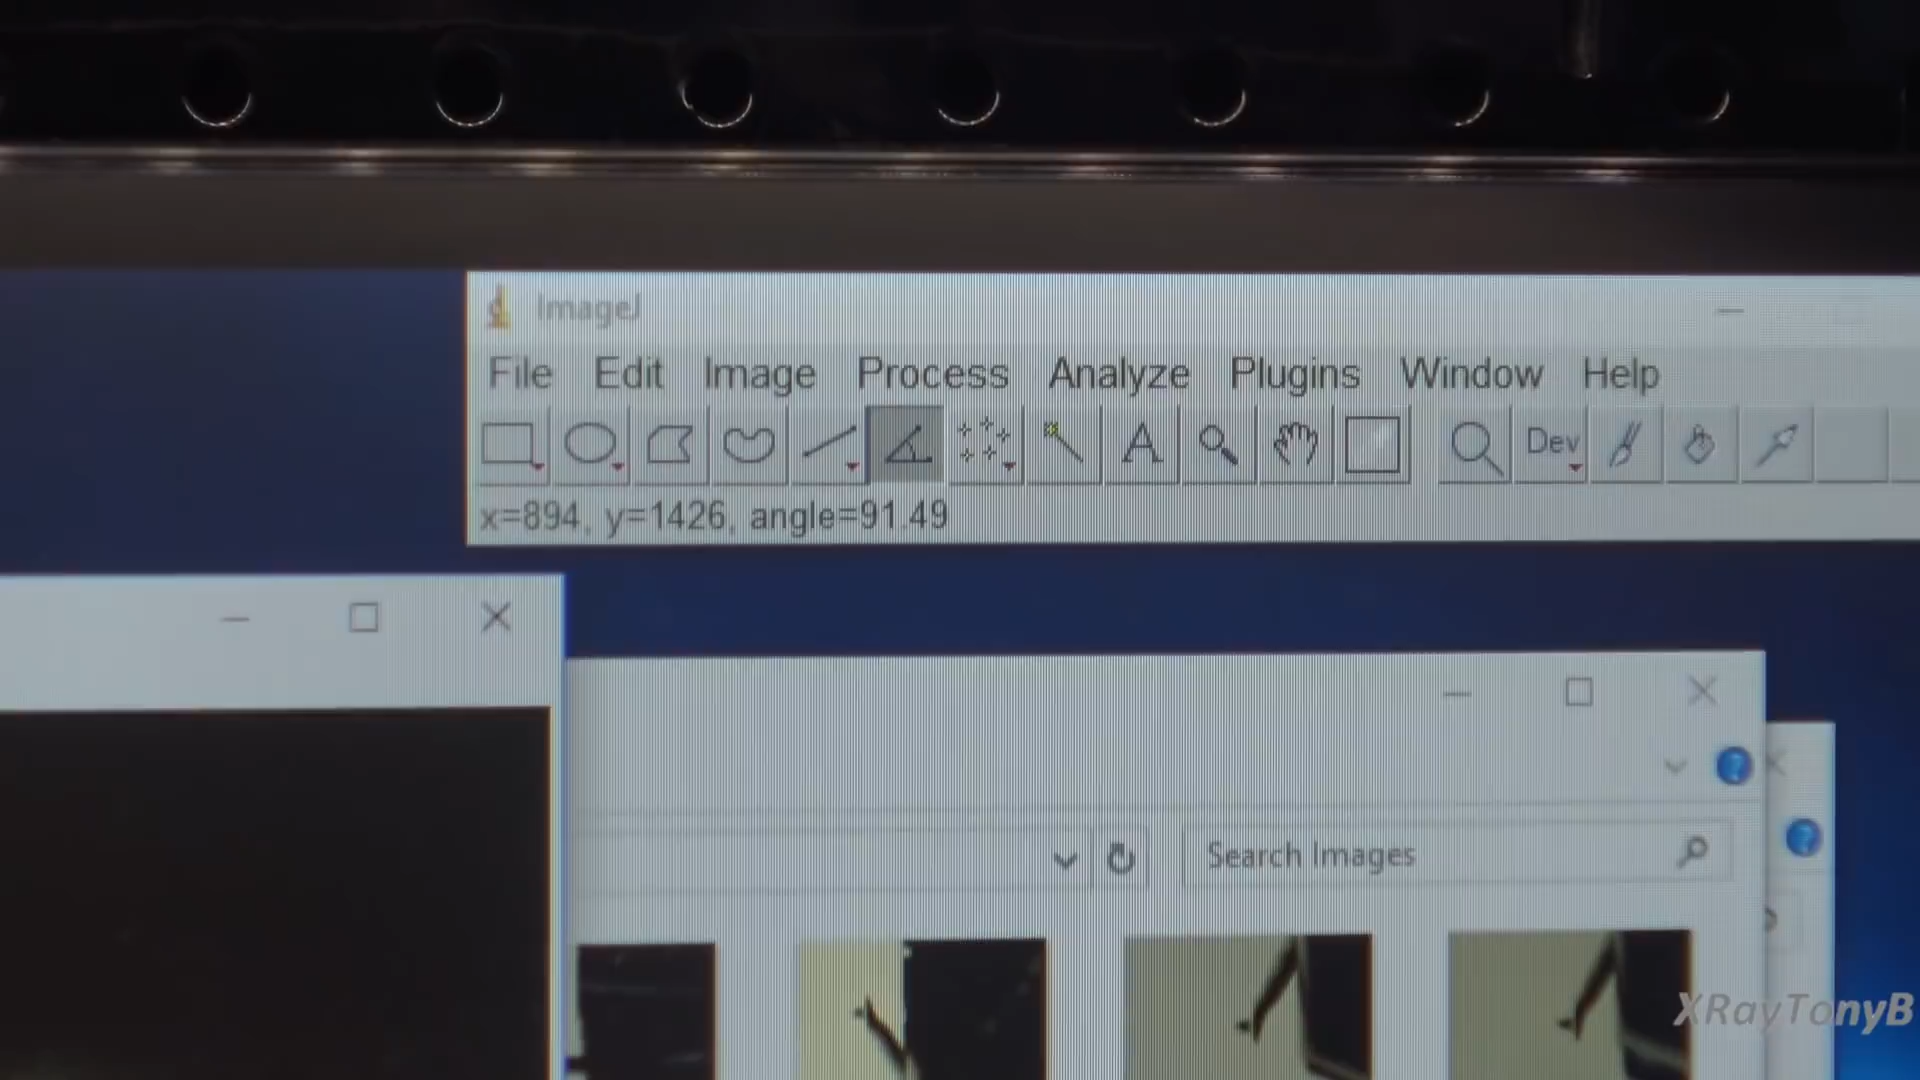 ImageJ
File Edit Image Process Analyze Plugins Window Help
Dev
x=894, y=1426, angle=91.49
Search Images
XRayTonyB